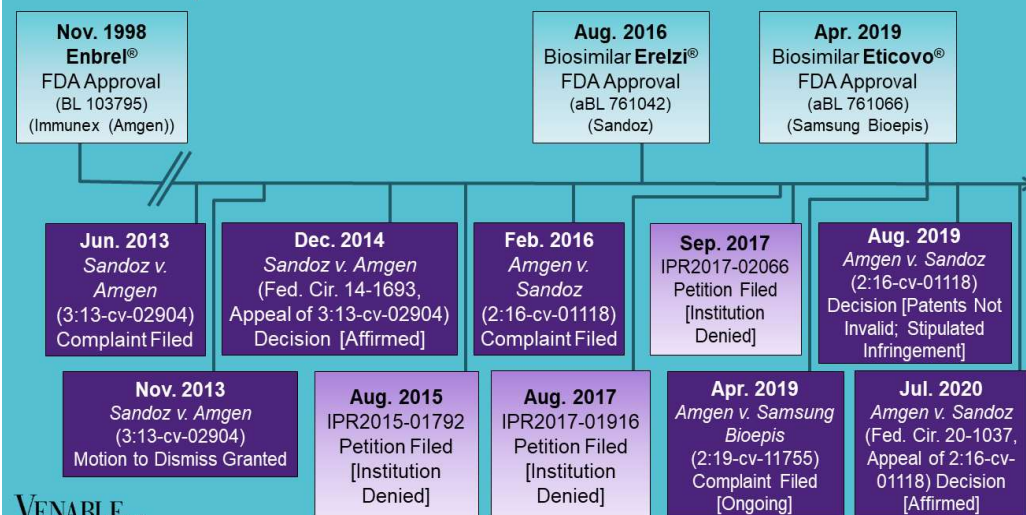 Nov. 1998
Enbrel®
FDA Approval
(BL 103795)
(Immunex (Amgen))
Aug. 2016
Biosimilar Erelzi®
FDA Approval
(aBL 761042)
(Sandoz)
Apr. 2019
Biosimilar Eticovo®
FDA Approval
(aBL 761066)
(Samsung Bioepis)
Jun. 2013
Sandoz v.
Amgen
(3:13-cv-02904)
Complaint Filed
Dec. 2014
Sandoz v. Amgen
(Fed. Cir. 14-1693,
Appeal of 3:13-cv-02904)
Decision [Affirmed]
Feb. 2016
Amgen v.
Sandoz
(2:16-cv-01118)
Complaint Filed
Sep. 2017
IPR2017-02066
Petition Filed
[Institution
Denied]
Aug. 2019
Amgen v. Sandoz
(2:16-cv-01118)
Decision [Patents Not
Invalid; Stipulated
Infringement]
Nov. 2013
Sandoz v. Amgen
(3:13-cv-02904)
Motion to Dismiss Granted
Aug. 2015
IPR2015-01792
Petition Filed
[Institution
Denied]
Aug. 2017
IPR2017-01916
Petition Filed
[Institution
Denied]
Apr. 2019
Amgen v. Samsung
Bioepis
(2:19-cv-11755)
Complaint Filed
[Ongoing]
Jul. 2020
Amgen v. Sandoz
(Fed. Cir. 20-1037,
Appeal of 2:16-cv-
01118) Decision
[Affirmed]
VENABLE